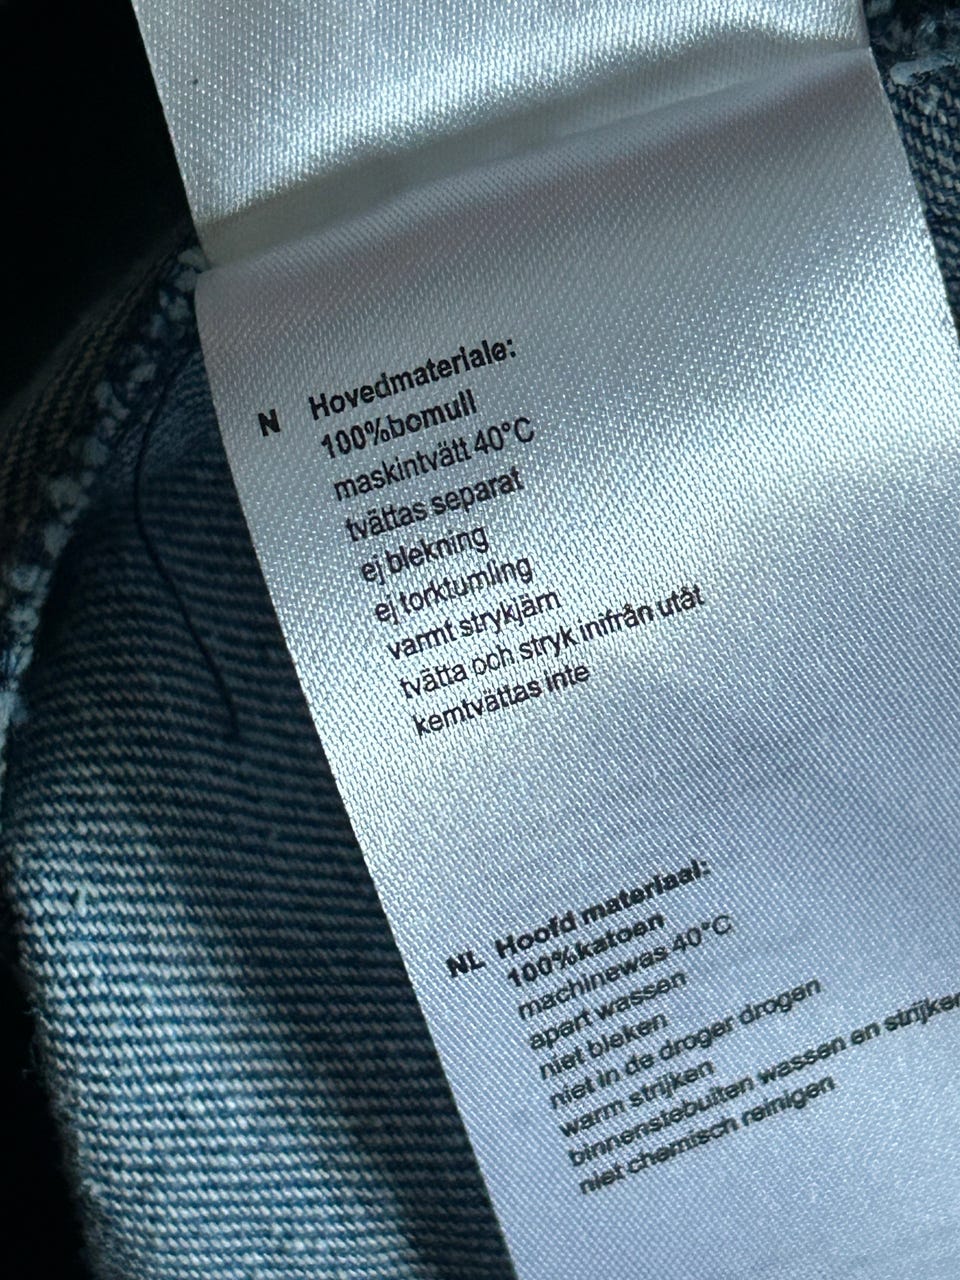 N Hovedmateriale:
100%bomull
maskintvätt 40°C
tvättas separat
ej blekning
ej torktumling
varmt strykjärn
tvätta och stryk inifrån utåt
kemtvättas inte
NL Hoofd materiaal:
100%katoen
machinewas 40°C
apart wassen
niet bleken
niet in de droger drogen
warm strijken
binnenstebuiten wassen en strijken
niet chemisch reinigen